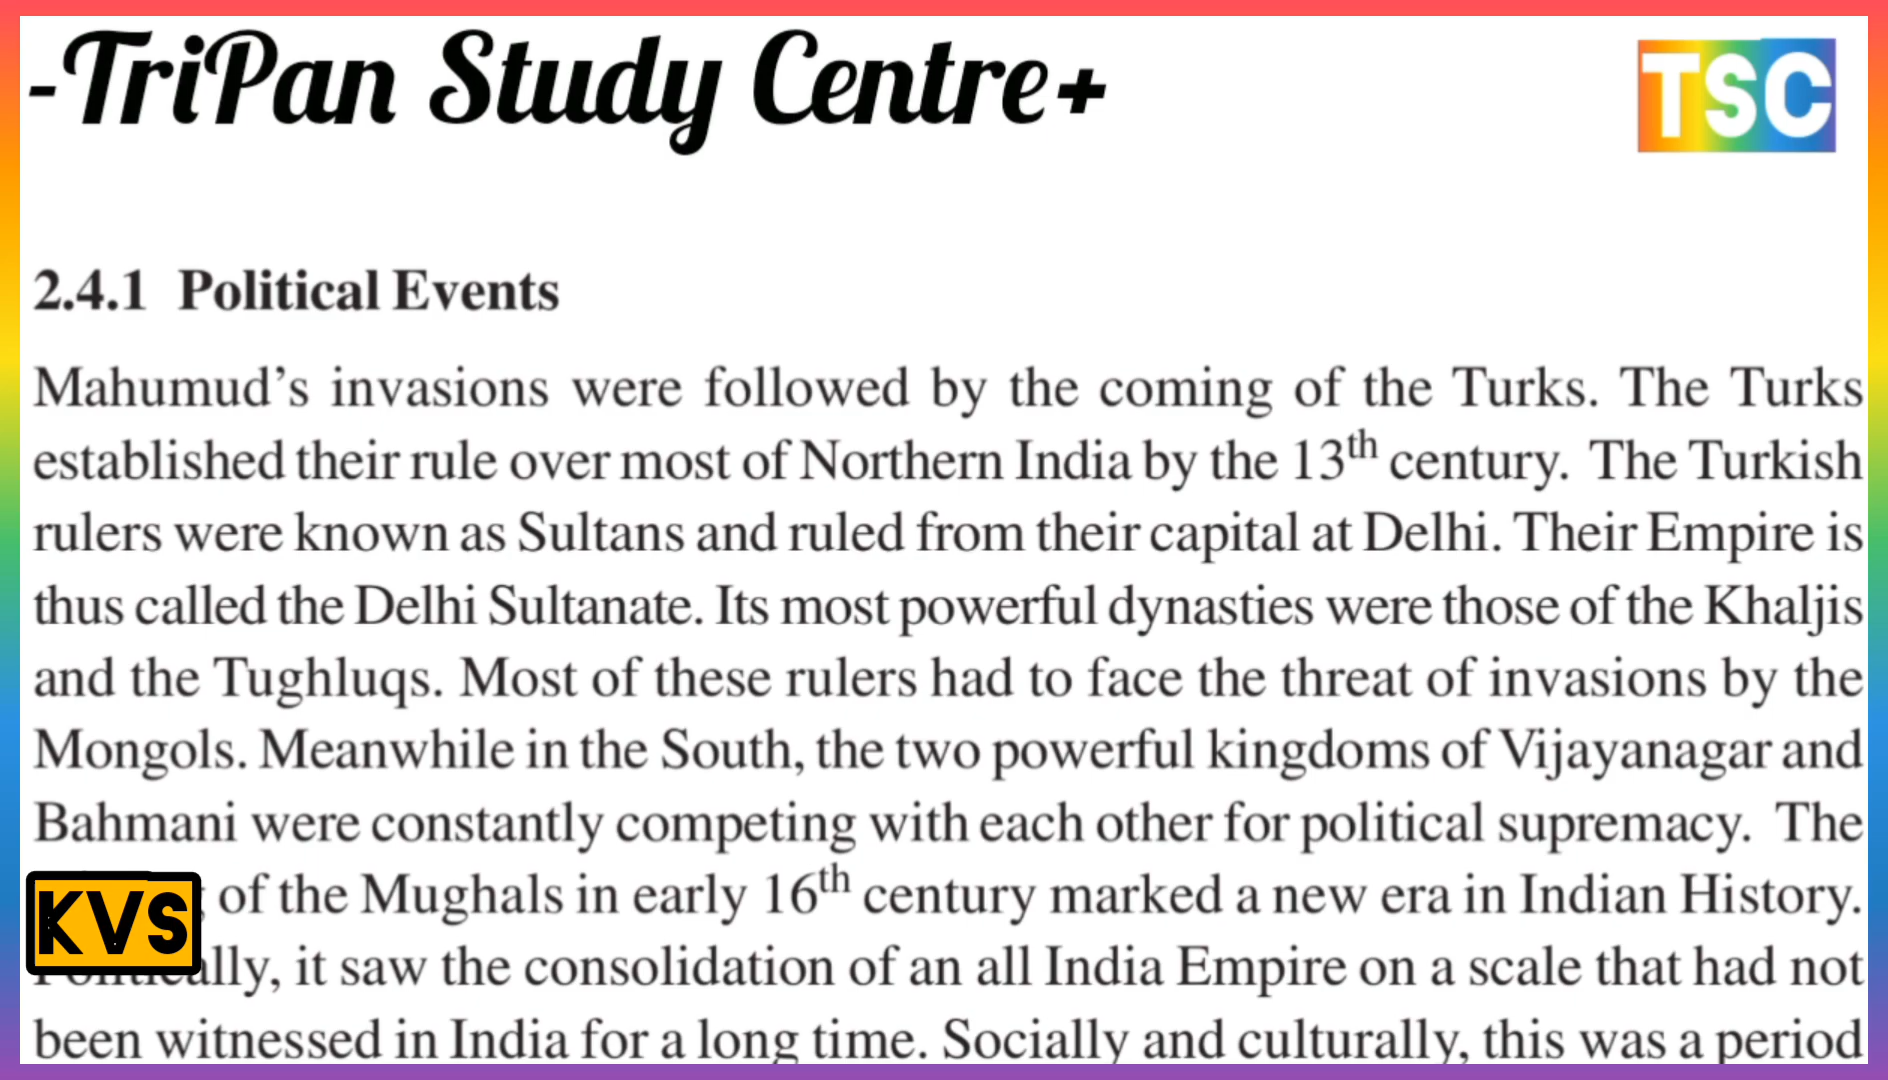 -TriPan Study Centre+
TSC
2.4.1 Political Events
Mahumud’s invasions were followed by the coming of the Turks. The Turks
established their rule over most of Northern India by the 13th century. The Turkish
rulers were known as Sultans and ruled from their capital at Delhi. Their Empire is
thus called the Delhi Sultanate. Its most powerful dynasties were those of the Khaljis
and the Tughluqs. Most of these rulers had to face the threat of invasions by the
Mongols. Meanwhile in the South, the two powerful kingdoms of Vijayanagar and
Bahmani were constantly competing with each other for political supremacy. The
of the Mughals in early 16th century marked a new era in Indian History.
KVS
it saw the consolidation of an all India Empire on a scale that had not
been witnessed in India for a long time. Socially and culturally, this was a period